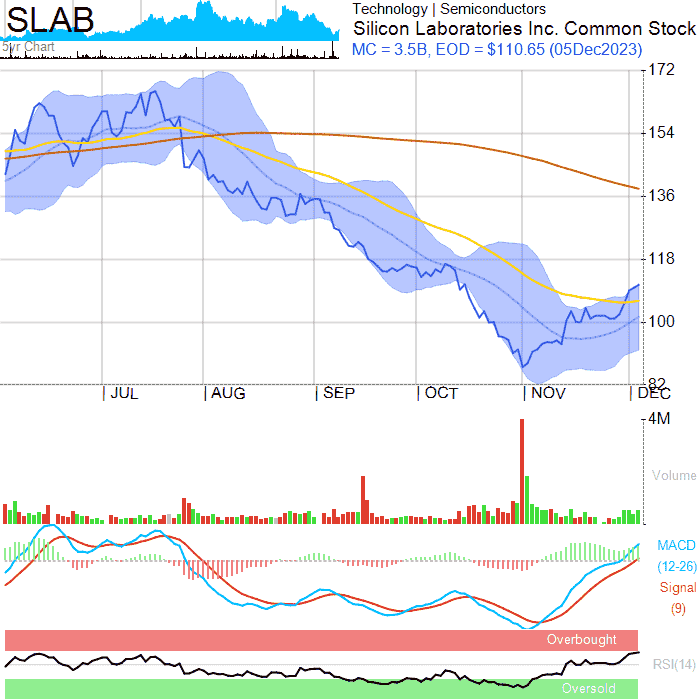 SLAB
5yr Chart
Technology | Semiconductors
Silicon Laboratories Inc. Common Stock
MC = 3.5B, EOD = $110.65 (05Dec2023)
172
154
136
118
100
82
JUL
AUG
SEP
OCT
NOV
DEC
4M
Volume
MACD
(12-26)
Signal
(9)
Overbought
RSI(14)
Oversold